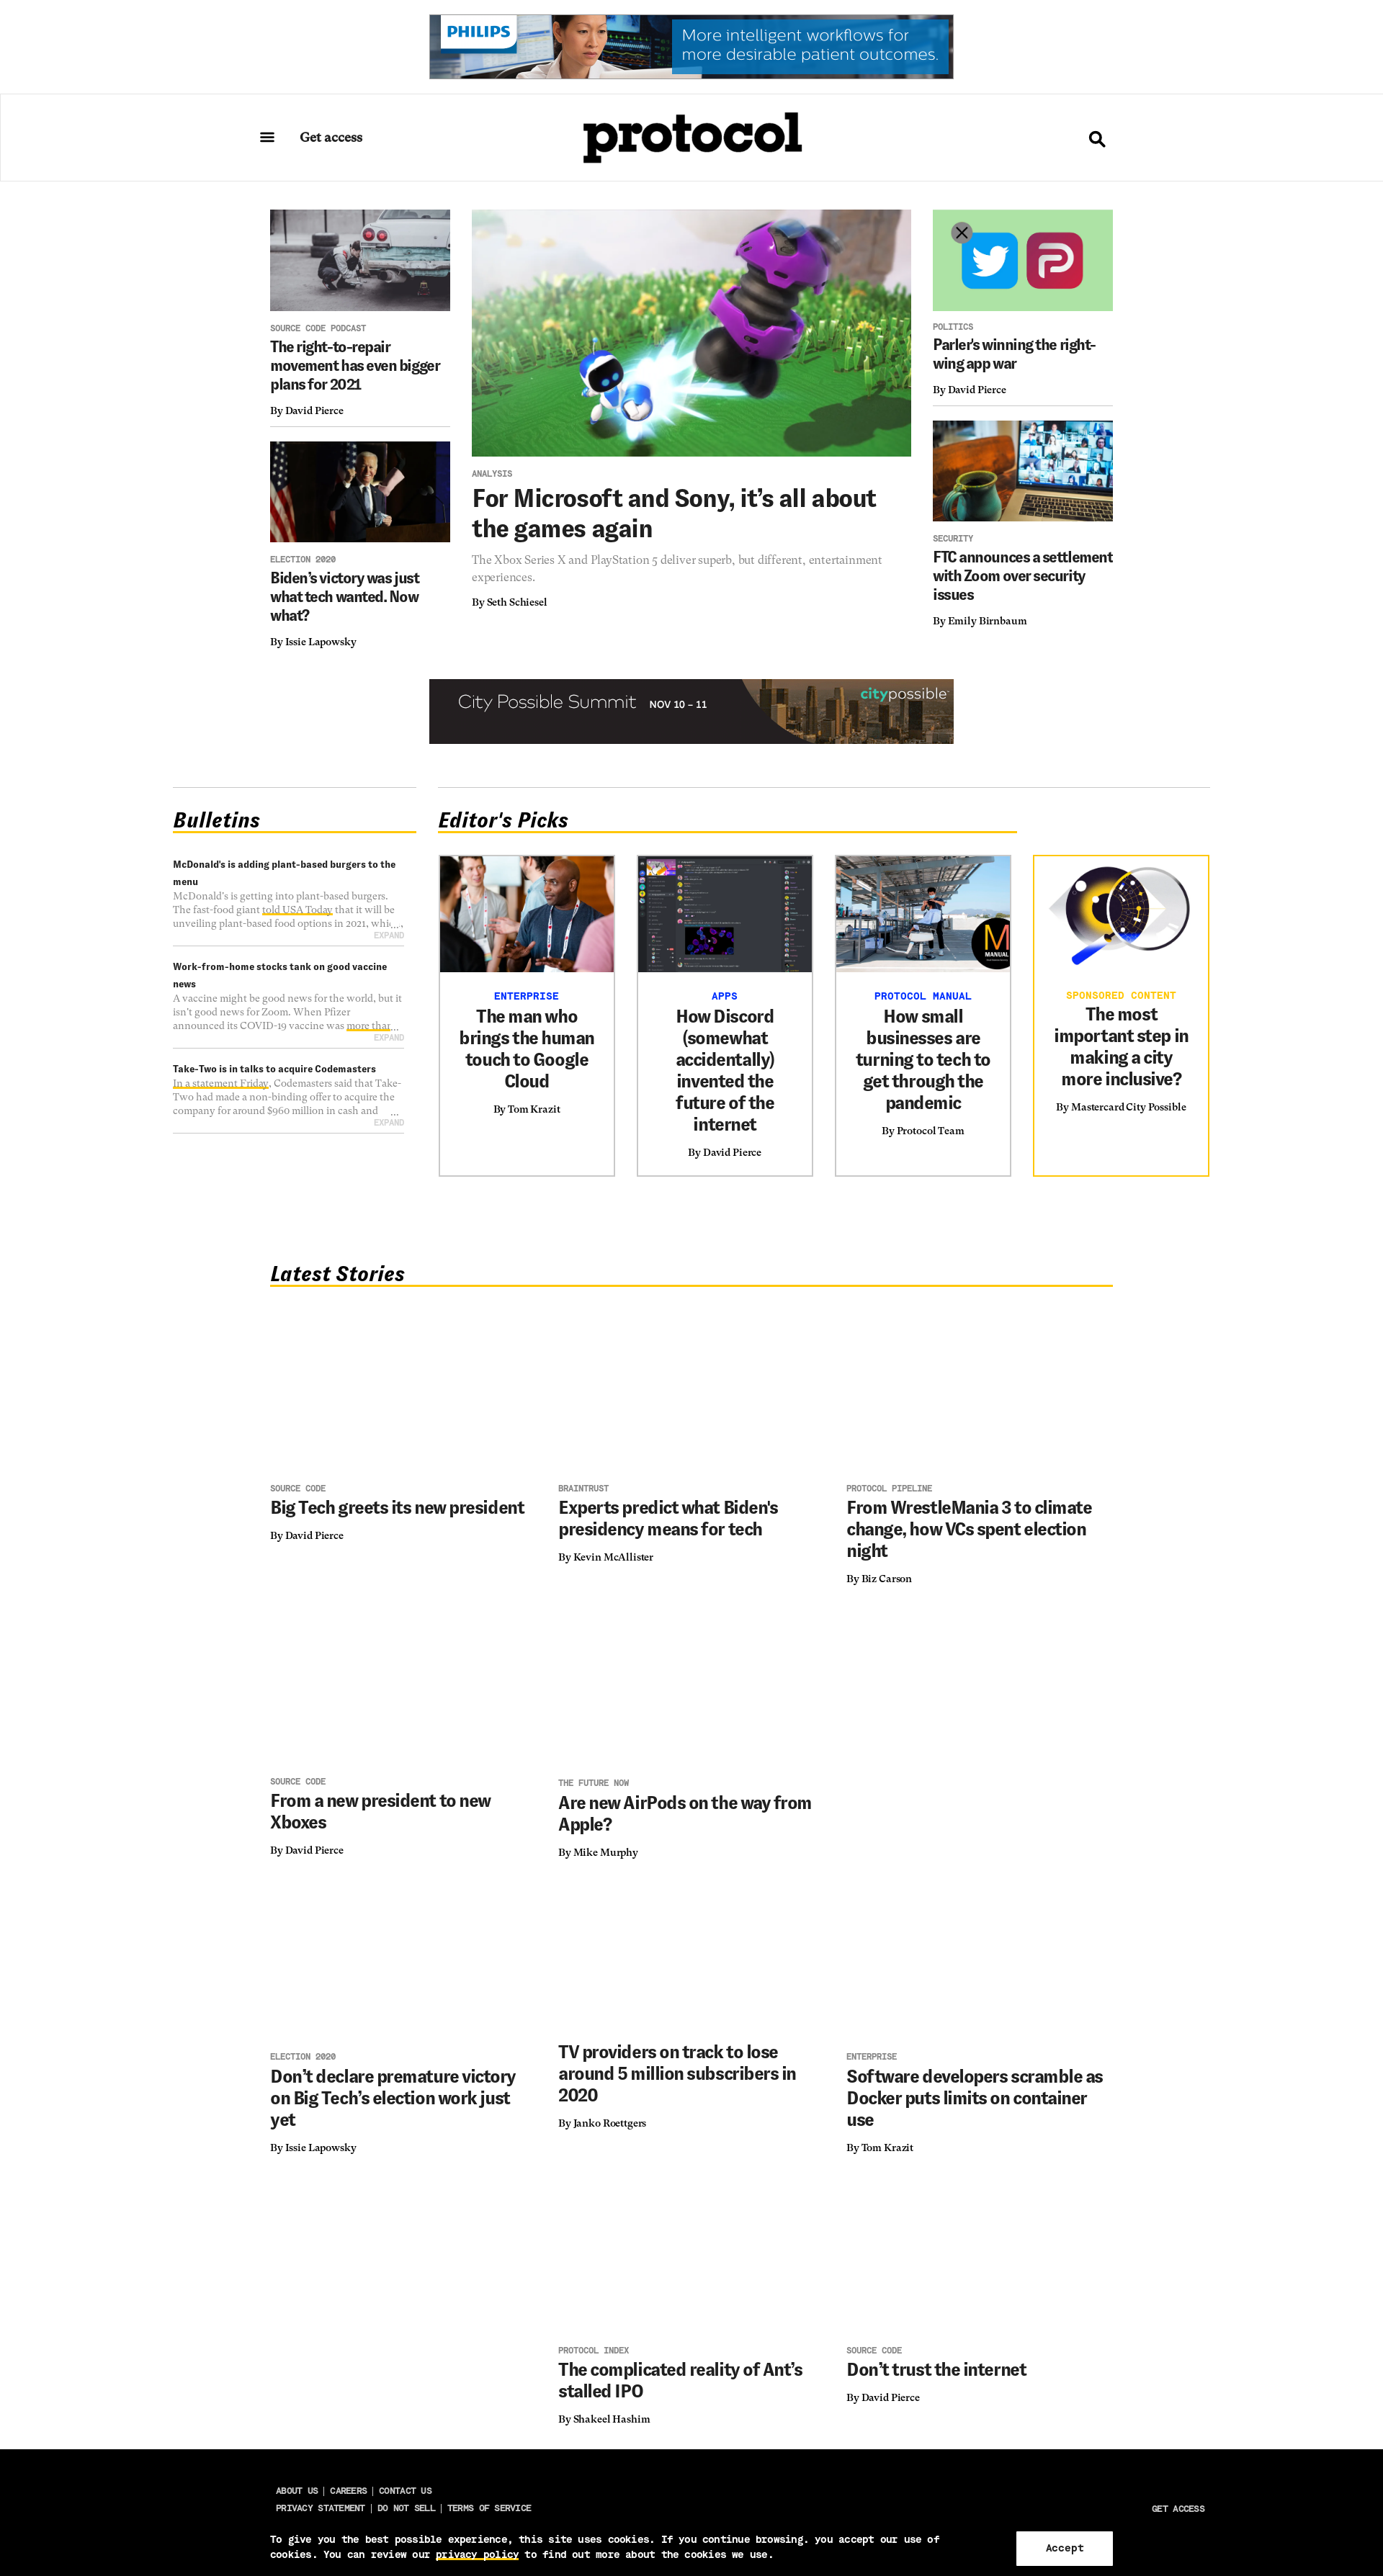 PHILIPS
More intelligent workflows for
more desirable patient outcomes.
Get access
protocol
SOURCE CODE PODCAST
The right-to-repair
movement has even bigger
plans for 2021
By David Pierce
ELECTION 2020
Biden’s victory was just
what tech wanted. Now
what?
By Issie Lapowsky
ANALYSIS
For Microsoft and Sony, it’s all about
the games again
The Xbox Series X and PlayStation 5 deliver superb, but different, entertainment
experiences.
By Seth Schiesel
POLITICS
Parler's winning the right-
wing app war
By David Pierce
SECURITY
FTC announces a settlement
with Zoom over security
issues
By Emily Birnbaum
City Possible Summit NOV 10 – 11
citypossible
Bulletins
McDonald's is adding plant-based burgers to the
menu
McDonald's is getting into plant-based burgers.
The fast-food giant told USA Today that it will be
unveiling plant-based food options in 2021, whi...
EXPAND
Work-from-home stocks tank on good vaccine
news
A vaccine might be good news for the world, but it
isn't good news for Zoom. When Pfizer
announced its COVID-19 vaccine was more than...
EXPAND
Take-Two is in talks to acquire Codemasters
In a statement Friday, Codemasters said that Take-
Two had made a non-binding offer to acquire the
company for around $960 million in cash and ...
EXPAND
Editor's Picks
ENTERPRISE
The man who
brings the human
touch to Google
Cloud
By Tom Krazit
APPS
How Discord
(somewhat
accidentally)
invented the
future of the
internet
By David Pierce
M
MANUAL
PROTOCOL MANUAL
How small
businesses are
turning to tech to
get through the
pandemic
By Protocol Team
SPONSORED CONTENT
The most
important step in
making a city
more inclusive?
By Mastercard City Possible
Latest Stories
SOURCE CODE
Big Tech greets its new president
By David Pierce
BRAINTRUST
Experts predict what Biden's
presidency means for tech
By Kevin McAllister
PROTOCOL PIPELINE
From WrestleMania 3 to climate
change, how VCs spent election
night
By Biz Carson
SOURCE CODE
From a new president to new
Xboxes
By David Pierce
THE FUTURE NOW
Are new AirPods on the way from
Apple?
By Mike Murphy
ELECTION 2020
Don’t declare premature victory
on Big Tech’s election work just
yet
By Issie Lapowsky
TV providers on track to lose
around 5 million subscribers in
2020
By Janko Roettgers
ENTERPRISE
Software developers scramble as
Docker puts limits on container
use
By Tom Krazit
PROTOCOL INDEX
The complicated reality of Ant’s
stalled IPO
By Shakeel Hashim
SOURCE CODE
Don’t trust the internet
By David Pierce
ABOUT US | CAREERS | CONTACT US
PRIVACY STATEMENT | DO NOT SELL | TERMS OF SERVICE
GET ACCESS
To give you the best possible experience, this site uses cookies. If you continue browsing. you accept our use of
cookies. You can review our privacy policy to find out more about the cookies we use.
Accept